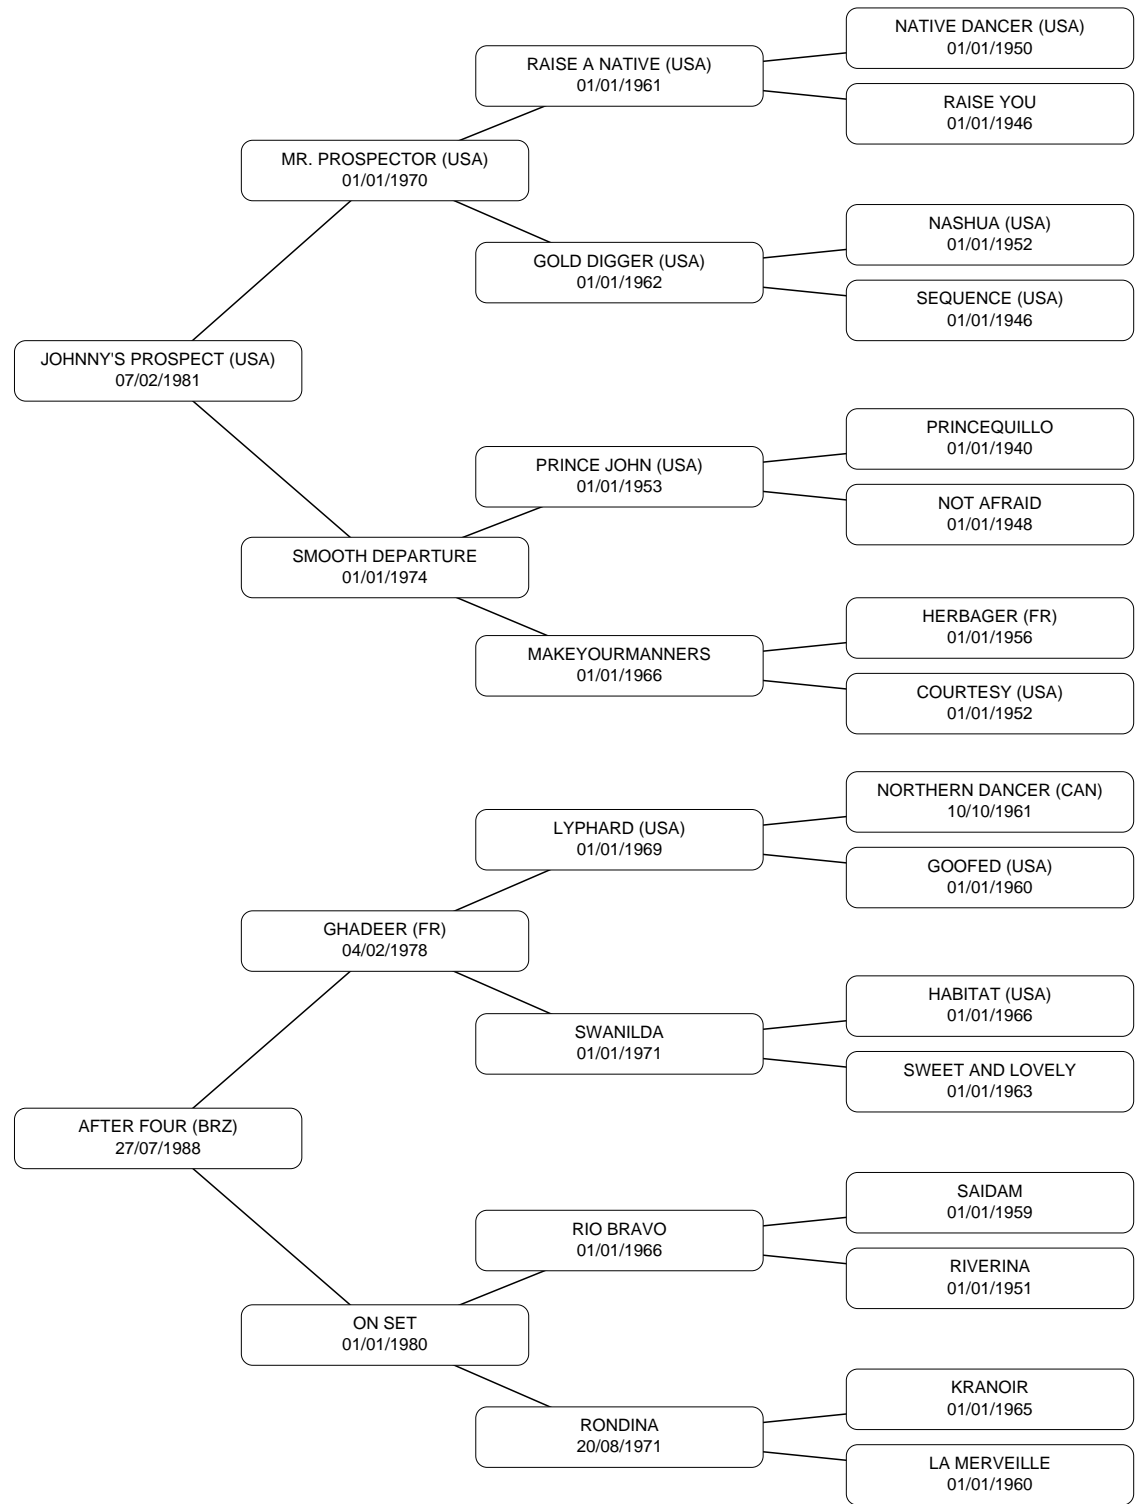 NATIVE DANCER (USA)
01/01/1950
RAISE A NATIVE (USA)
01/01/1961
RAISE YOU
01/01/1946
MR. PROSPECTOR (USA)
01/01/1970
NASHUA (USA)
01/01/1952
GOLD DIGGER (USA)
01/01/1962
SEQUENCE (USA)
01/01/1946
JOHNNY'S PROSPECT (USA)
07/02/1981
PRINCEQUILLO
01/01/1940
PRINCE JOHN (USA)
01/01/1953
NOT AFRAID
01/01/1948
SMOOTH DEPARTURE
01/01/1974
HERBAGER (FR)
01/01/1956
MAKEYOURMANNERS
01/01/1966
COURTESY (USA)
01/01/1952
NORTHERN DANCER (CAN)
10/10/1961
LYPHARD (USA)
01/01/1969
GOOFED (USA)
01/01/1960
GHADEER (FR)
04/02/1978
HABITAT (USA)
01/01/1966
SWANILDA
01/01/1971
SWEET AND LOVELY
01/01/1963
AFTER FOUR (BRZ)
27/07/1988
SAIDAM
01/01/1959
RIO BRAVO
01/01/1966
RIVERINA
01/01/1951
ON SET
01/01/1980
KRANOIR
01/01/1965
RONDINA
20/08/1971
LA MERVEILLE
01/01/1960